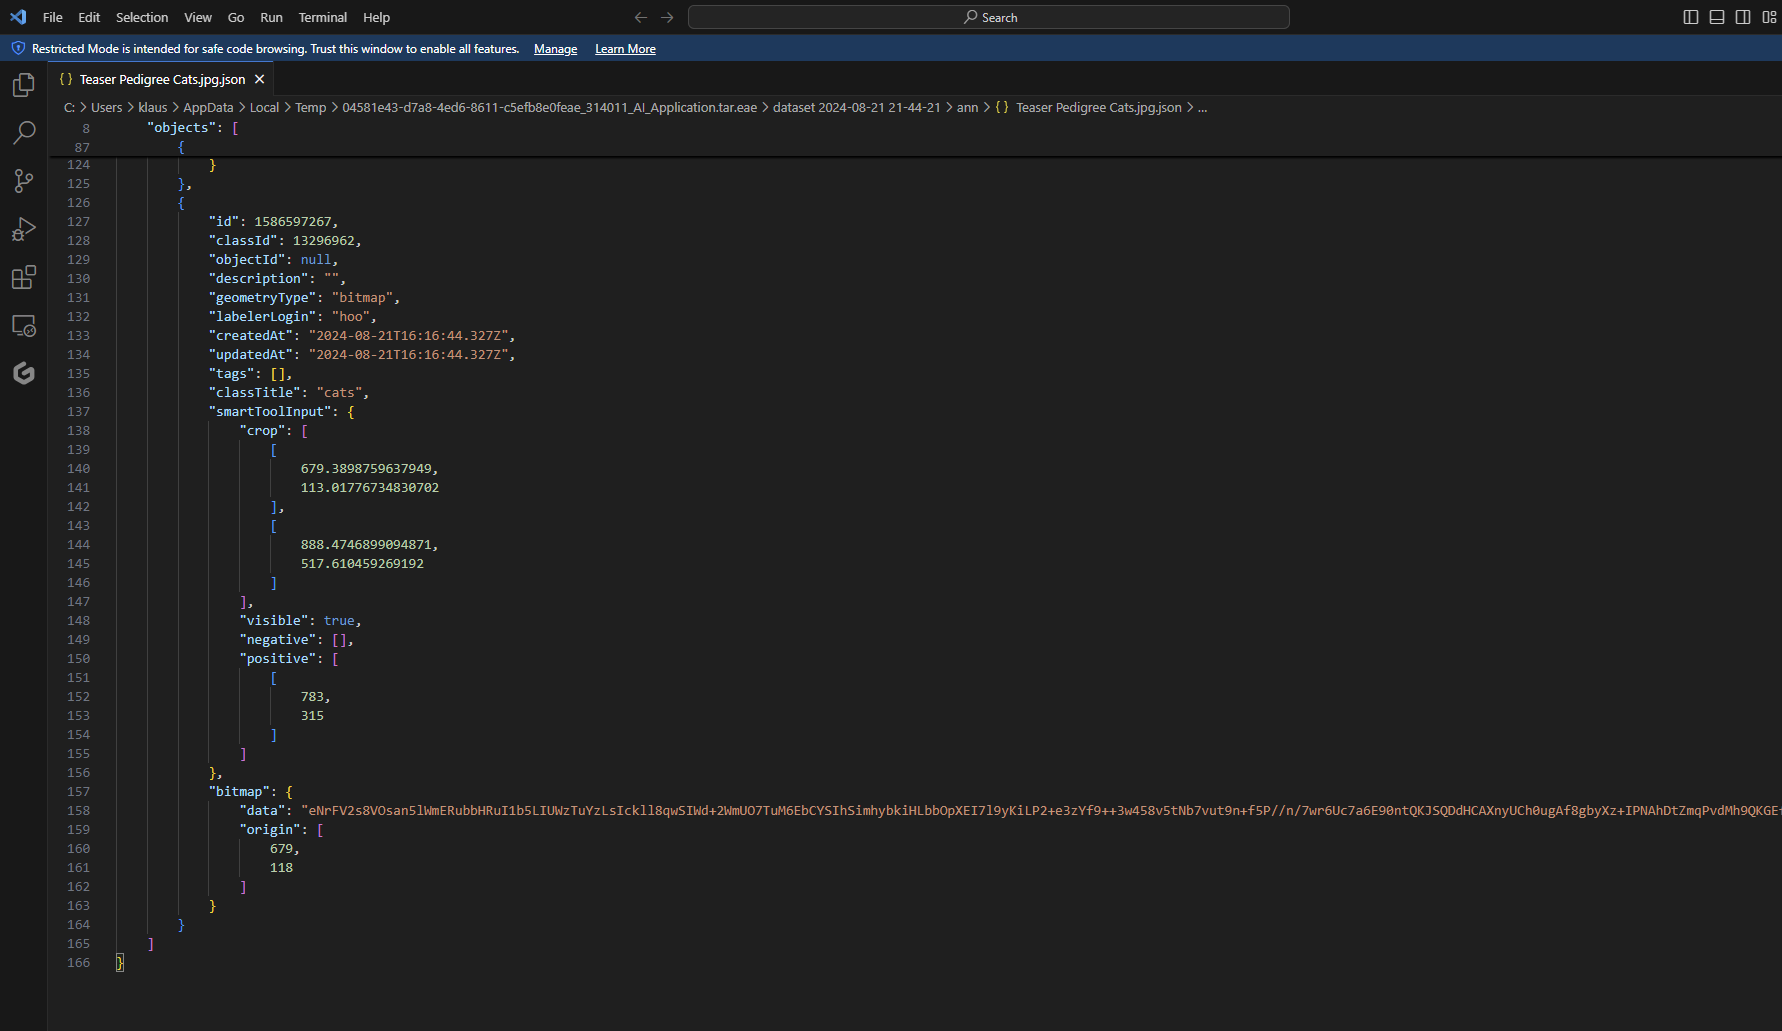 File Edit Selection View Go Run Terminal Help
Search
Restricted Mode is intended for safe code browsing. Trust this window to enable all features. Manage Learn More
{} Teaser Pedigree Cats.jpg.json
C: > Users > klaus > AppData > Local > Temp > 04581e43-d7a8-4ed6-8611-c5efb8e0feae_314011_AI_Application.tar.eae > dataset 2024-08-21 21-44-21 > ann > {} Teaser Pedigree Cats.jpg.json > ...
8 "objects": [
87 {
124 }
125 },
126 {
127 "id": 1586597267,
128 "classId": 13296962,
129 "objectId": null,
130 "description": "",
131 "geometryType": "bitmap",
132 "labelerLogin": "hoo",
133 "createdAt": "2024-08-21T16:16:44.327Z",
134 "updatedAt": "2024-08-21T16:16:44.327Z",
135 "tags": [],
136 "classTitle": "cats",
137 "smartToolInput": {
138 "crop": [
139 [
140 679.3898759637949,
141 113.01776734830702
142 ],
143 [
144 888.4746899094871,
145 517.610459269192
146 ]
147 ],
148 "visible": true,
149 "negative": [],
150 "positive": [
151 [
152 783,
153 315
154 ]
155 ]
156 },
157 "bitmap": {
158 "data": "eNrFV2s8VOsan5lWmERubbHRuI1b5LIUWzTuYzLsIckll8qwSIWd+2WmUO7TuM6EbCYSIhSimhybkiHLbbOpXEI7l9yKiLP2+e3zYf9++3w458v5tNb7vut9n+f5P//n/7wr6Uc7a6E90ntQKJSQDdHCAXnyUCh0ugAf8gbyXz+IPNAhDtZmqPvdMh9QKGE
159 "origin": [
160 679,
161 118
162 ]
163 }
164 }
165 ]
166 }